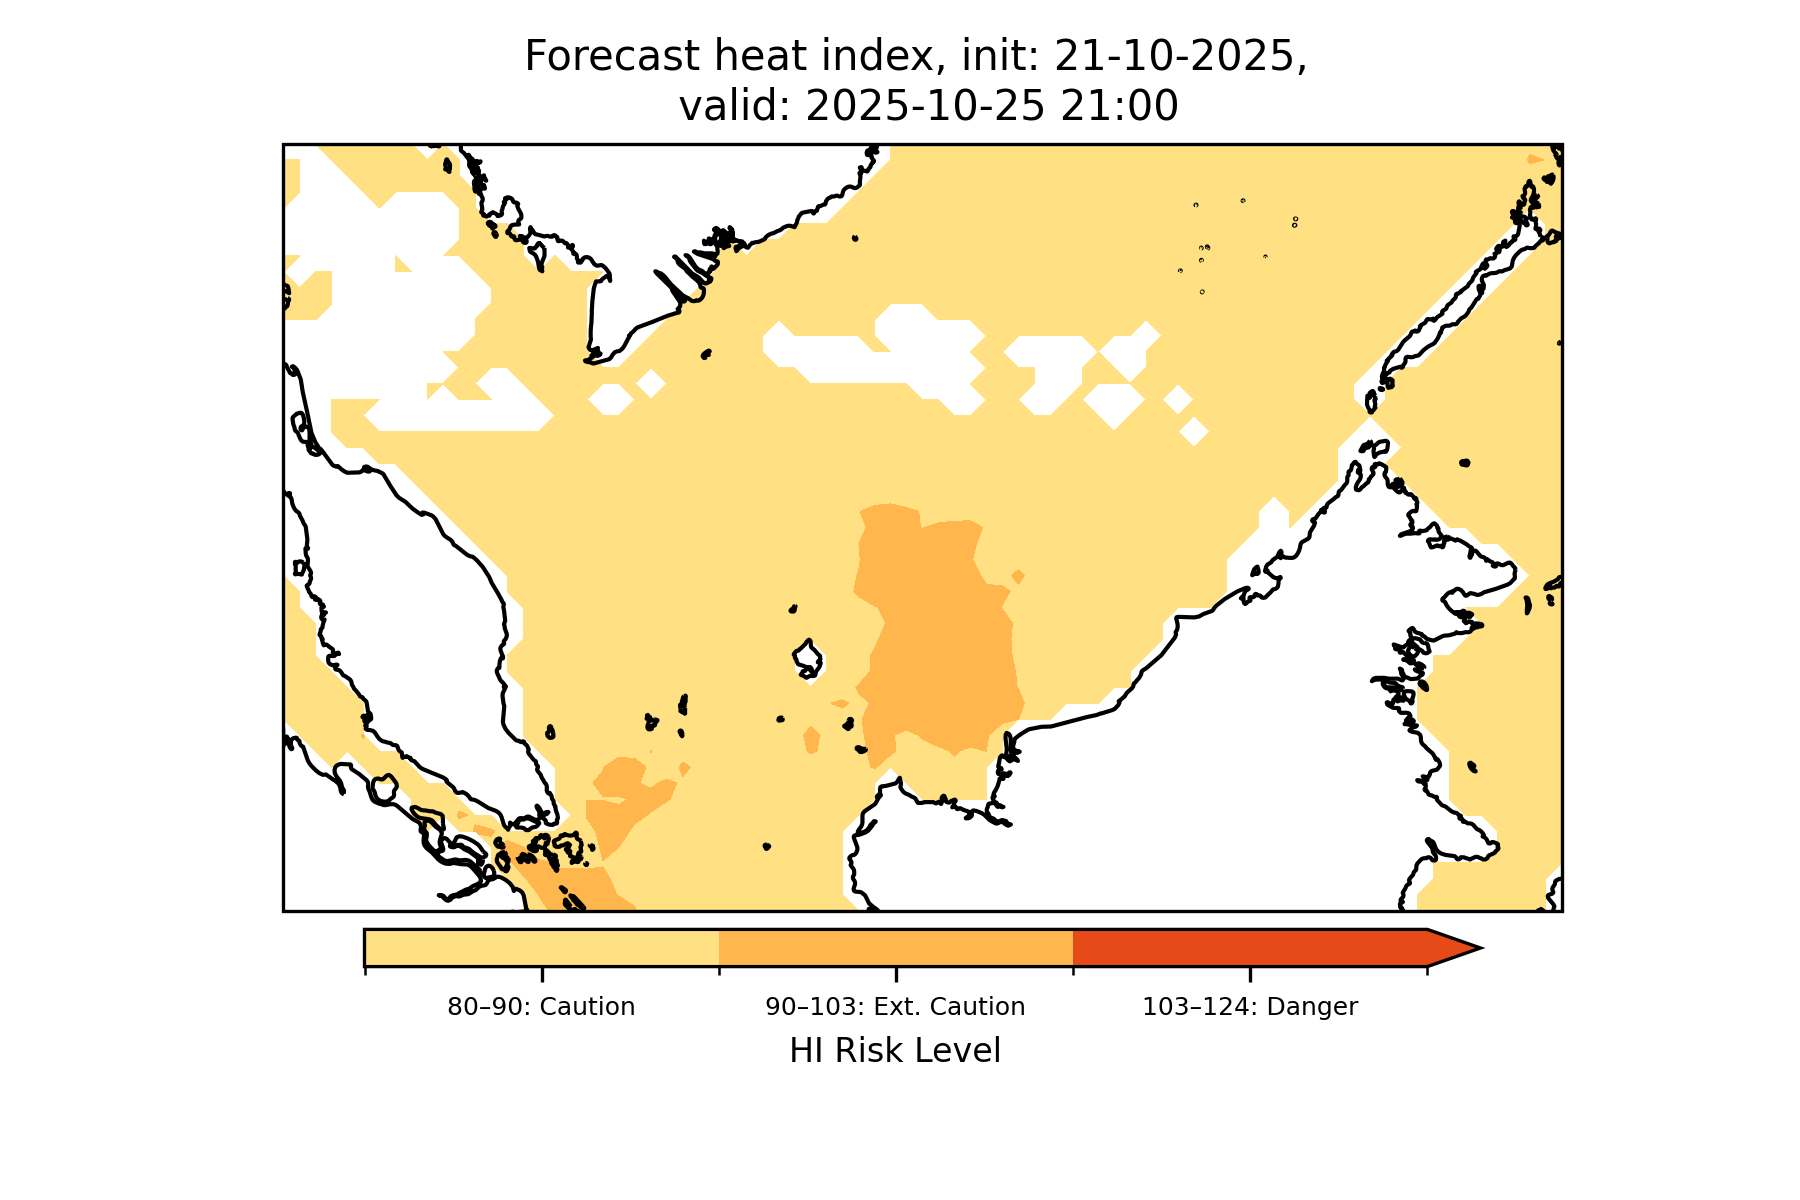 Forecast heat index, init: 21-10-2025,
valid: 2025-10-25 21:00
80–90: Caution
90–103: Ext. Caution
103–124: Danger
HI Risk Level